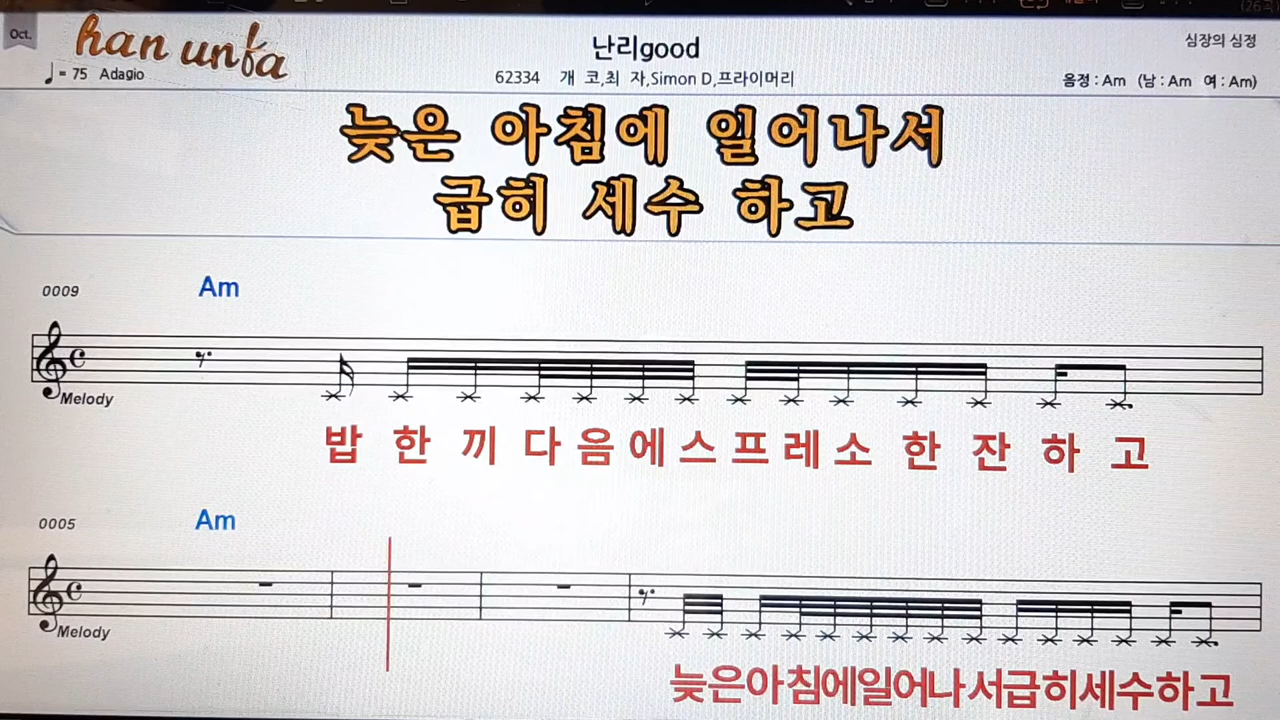 Oct.
han unfa
♩= 75 Adagio
난리good
62334 개 코,최 자,Simon D,프라이머리
심장의 심정
음정 : Am (남 : Am 여 : Am)
늦은 아침에 일어나서
급히 세수 하고
0009
Am
Melody
밥 한 끼 다 음 에 스 프 레 소 한 잔 하 고
0005
Am
Melody
늦은아침에일어나서급히세수하고